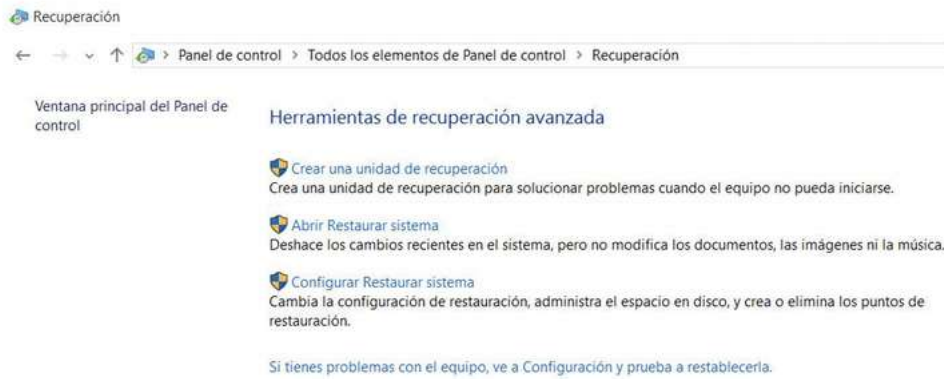 Recuperación
Panel de control > Todos los elementos de Panel de control > Recuperación
Ventana principal del Panel de
control
Herramientas de recuperación avanzada
Crear una unidad de recuperación
Crea una unidad de recuperación para solucionar problemas cuando el equipo no pueda iniciarse.
Abrir Restaurar sistema
Deshace los cambios recientes en el sistema, pero no modifica los documentos, las imágenes ni la música.
Configurar Restaurar sistema
Cambia la configuración de restauración, administra el espacio en disco, y crea o elimina los puntos de
restauración.
Si tienes problemas con el equipo, ve a Configuración y prueba a restablecerla.